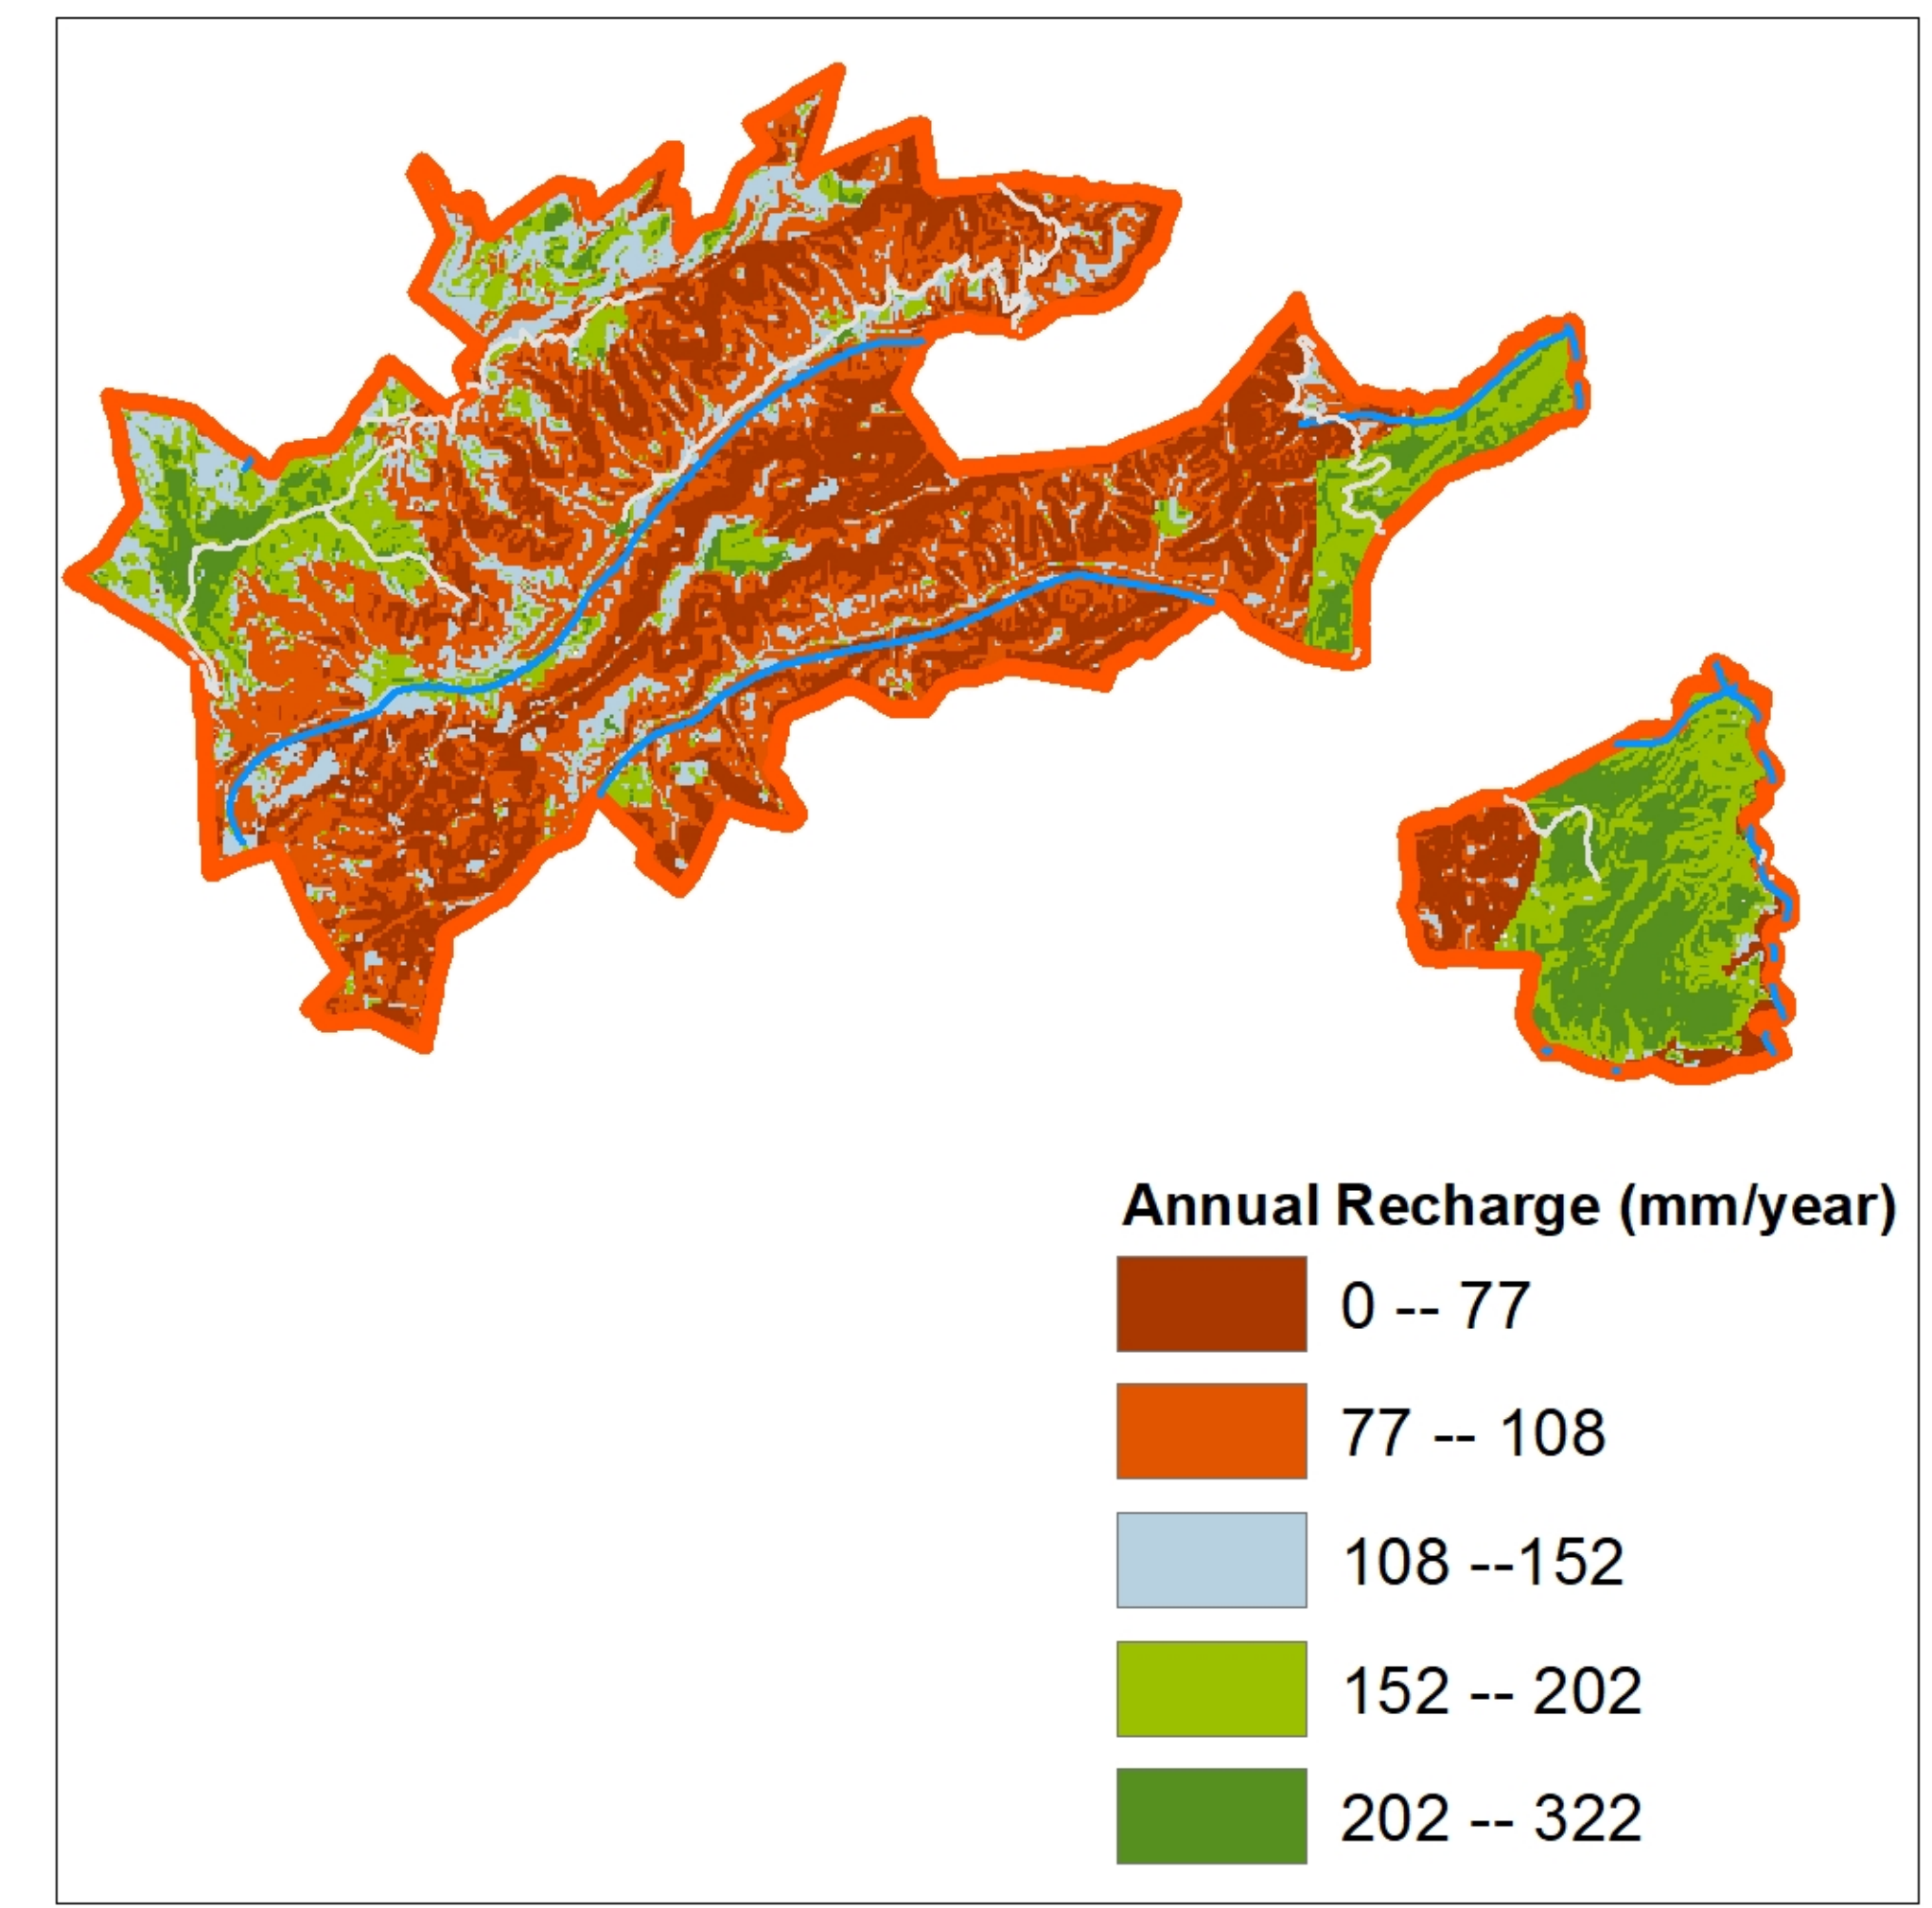 Annual Recharge (mm/year)
0 -- 77
77 -- 108
108 --152
152 -- 202
202 -- 322